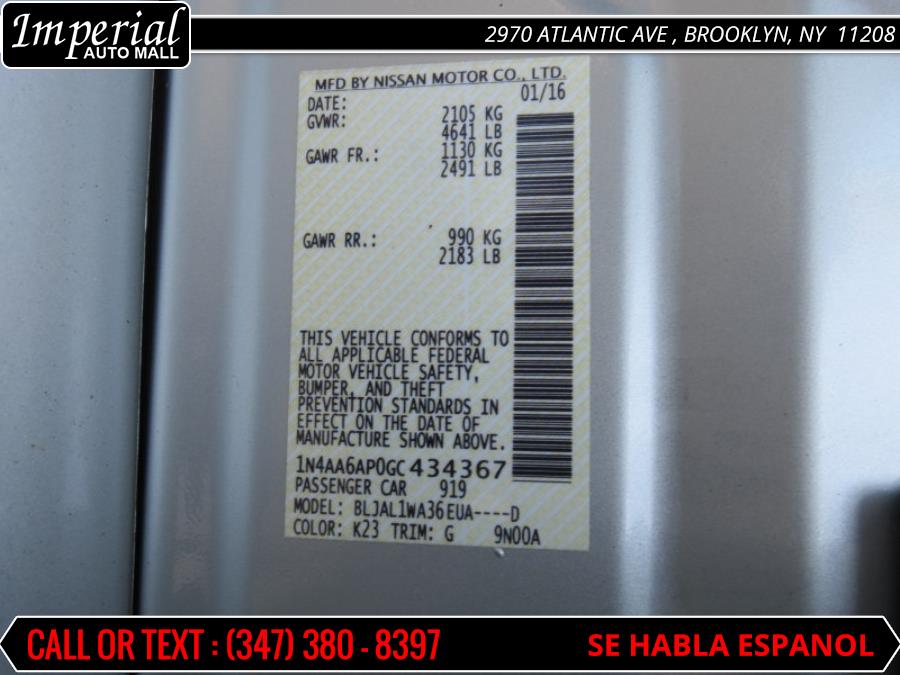 Imperial
AUTO MALL
2970 ATLANTIC AVE , BROOKLYN, NY 11208
MFD BY NISSAN MOTOR CO., LTD.
DATE: 01/16
GVWR: 2105 KG
4641 LB
GAWR FR.: 1130 KG
2491 LB
GAWR RR.: 990 KG
2183 LB
THIS VEHICLE CONFORMS TO
ALL APPLICABLE FEDERAL
MOTOR VEHICLE SAFETY,
BUMPER, AND THEFT
PREVENTION STANDARDS IN
EFFECT ON THE DATE OF
MANUFACTURE SHOWN ABOVE.
1N4AA6AP0GC434367
PASSENGER CAR 919
MODEL: BLJAL1WA36EUA----D
COLOR: K23 TRIM: G 9N00A
CALL OR TEXT : (347) 380 - 8397
SE HABLA ESPANOL